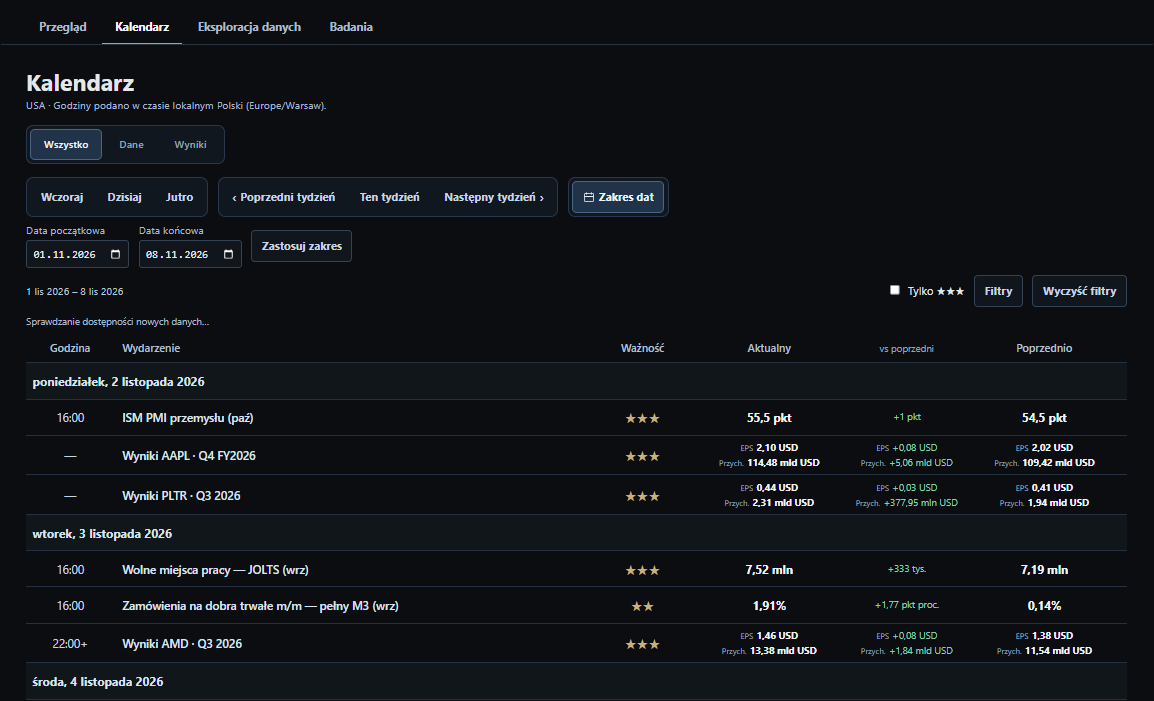 Przegląd Kalendarz Eksploracja danych Badania
Kalendarz
USA · Godziny podano w czasie lokalnym Polski (Europe/Warsaw).
Wszystko Dane Wyniki
Wczoraj Dzisiaj Jutro ‹ Poprzedni tydzień Ten tydzień Następny tydzień › Zakres dat
Data początkowa Data końcowa
01.11.2026 08.11.2026 Zastosuj zakres
1 lis 2026 – 8 lis 2026 Tylko ★★★ Filtry Wyczyść filtry
Sprawdzanie dostępności nowych danych...
Godzina Wydarzenie Ważność Aktualny vs poprzedni Poprzednio
poniedziałek, 2 listopada 2026
16:00 ISM PMI przemysłu (paź) ★★★ 55,5 pkt +1 pkt 54,5 pkt
— Wyniki AAPL · Q4 FY2026 ★★★ EPS 2,10 USD EPS +0,08 USD EPS 2,02 USD
Przych. 114,48 mld USD Przych. +5,06 mld USD Przych. 109,42 mld USD
— Wyniki PLTR · Q3 2026 ★★★ EPS 0,44 USD EPS +0,03 USD EPS 0,41 USD
Przych. 2,31 mld USD Przych. +377,95 mln USD Przych. 1,94 mld USD
wtorek, 3 listopada 2026
16:00 Wolne miejsca pracy — JOLTS (wrz) ★★★ 7,52 mln +333 tys. 7,19 mln
16:00 Zamówienia na dobra trwałe m/m — pełny M3 (wrz) ★★ 1,91% +1,77 pkt proc. 0,14%
22:00+ Wyniki AMD · Q3 2026 ★★★ EPS 1,46 USD EPS +0,08 USD EPS 1,38 USD
Przych. 13,38 mld USD Przych. +1,84 mld USD Przych. 11,54 mld USD
środa, 4 listopada 2026